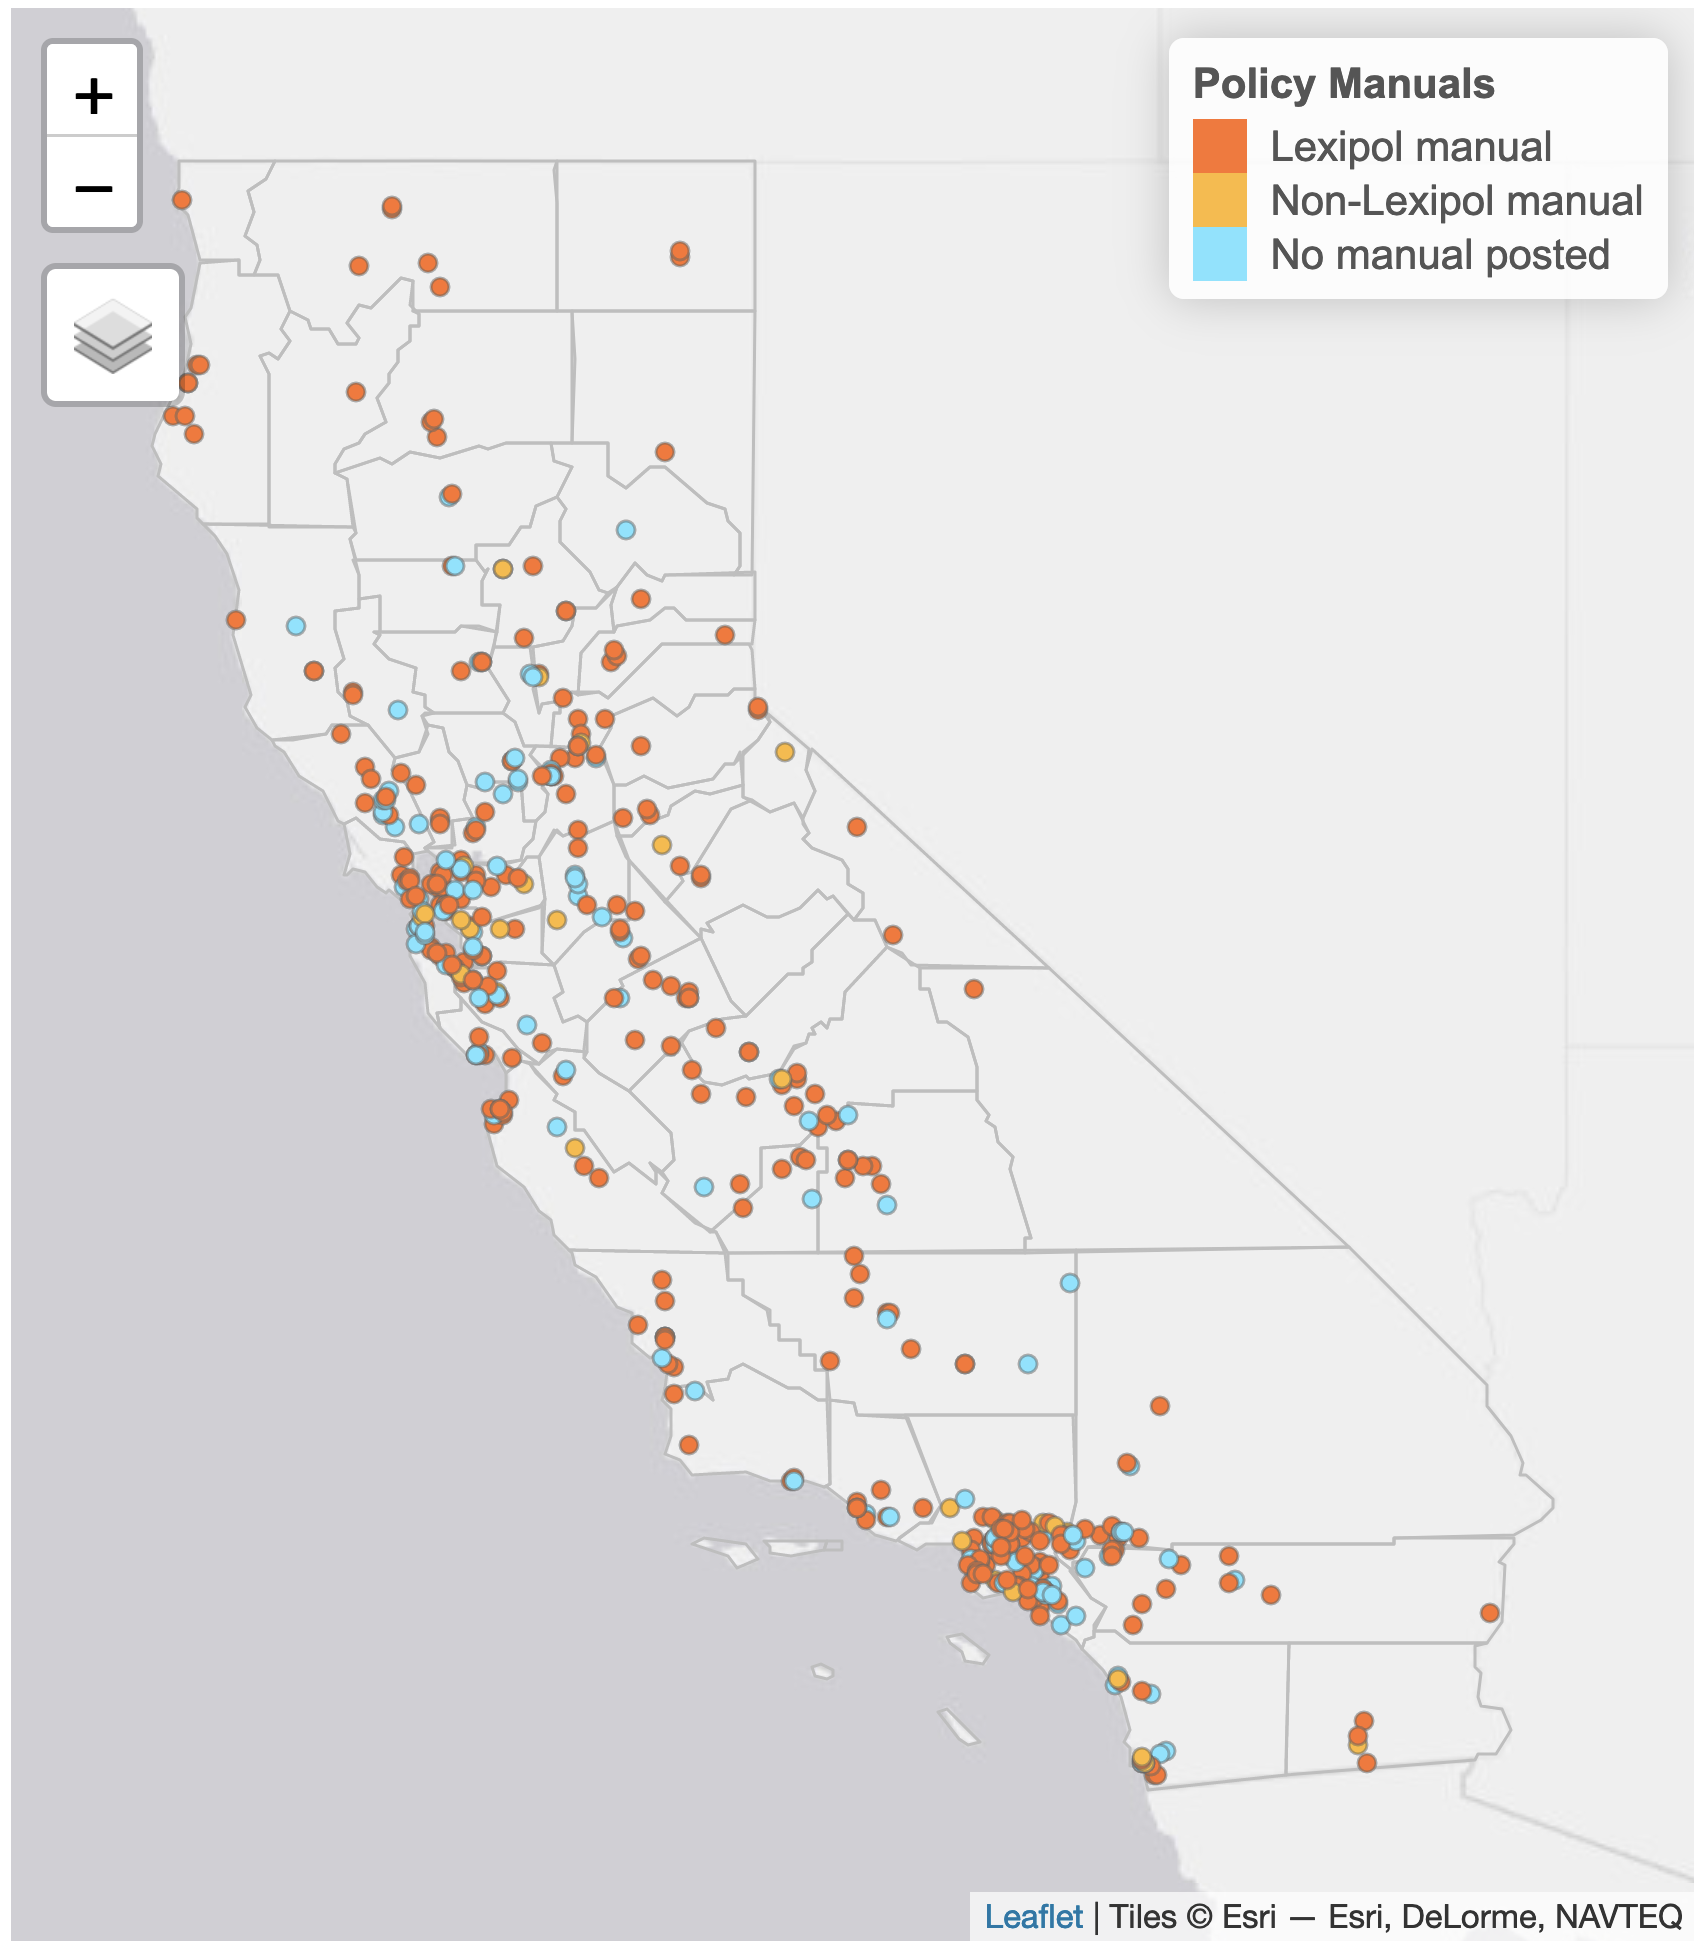 +
−
Policy Manuals
Lexipol manual
Non-Lexipol manual
No manual posted
Leaflet | Tiles © Esri — Esri, DeLorme, NAVTEQ